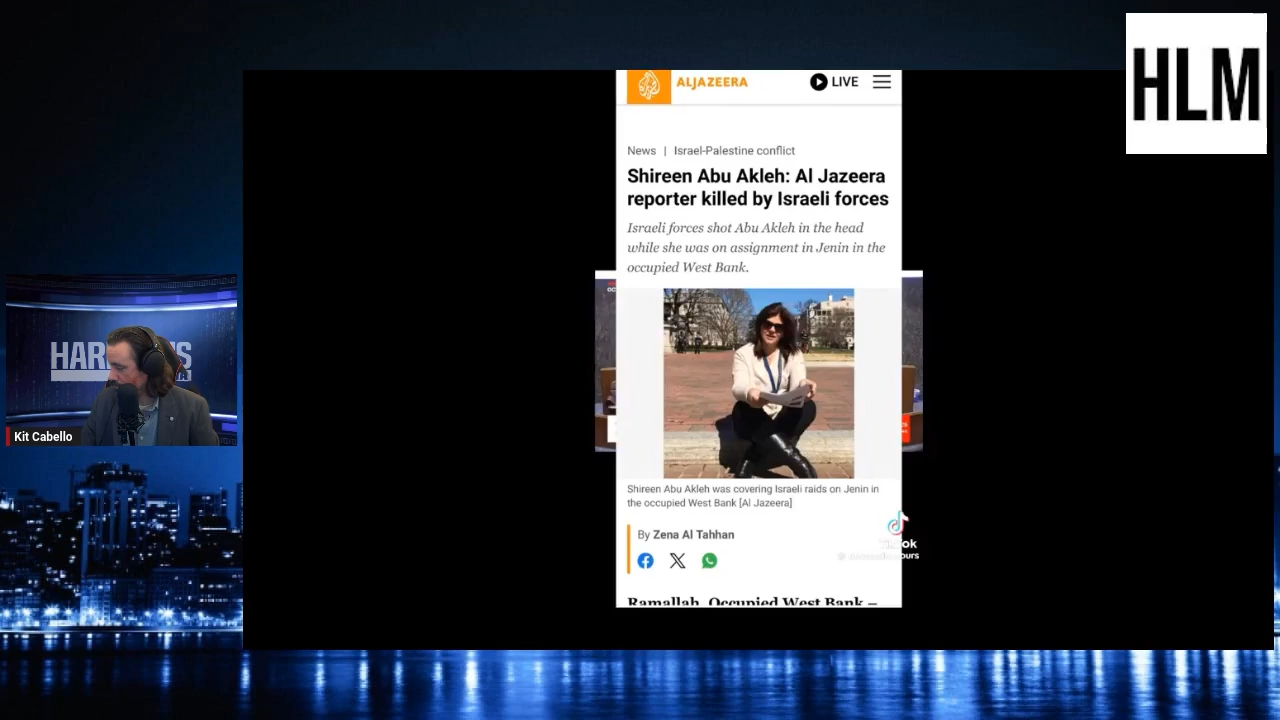 HLM
ALJAZEERA
LIVE
News | Israel-Palestine conflict
Shireen Abu Akleh: Al Jazeera
reporter killed by Israeli forces
Israeli forces shot Abu Akleh in the head
while she was on assignment in Jenin in the
occupied West Bank.
Shireen Abu Akleh was covering Israeli raids on Jenin in
the occupied West Bank [Al Jazeera]
By Zena Al Tahhan
TikTok
Ramallah, Occupied West Bank –
Kit Cabello